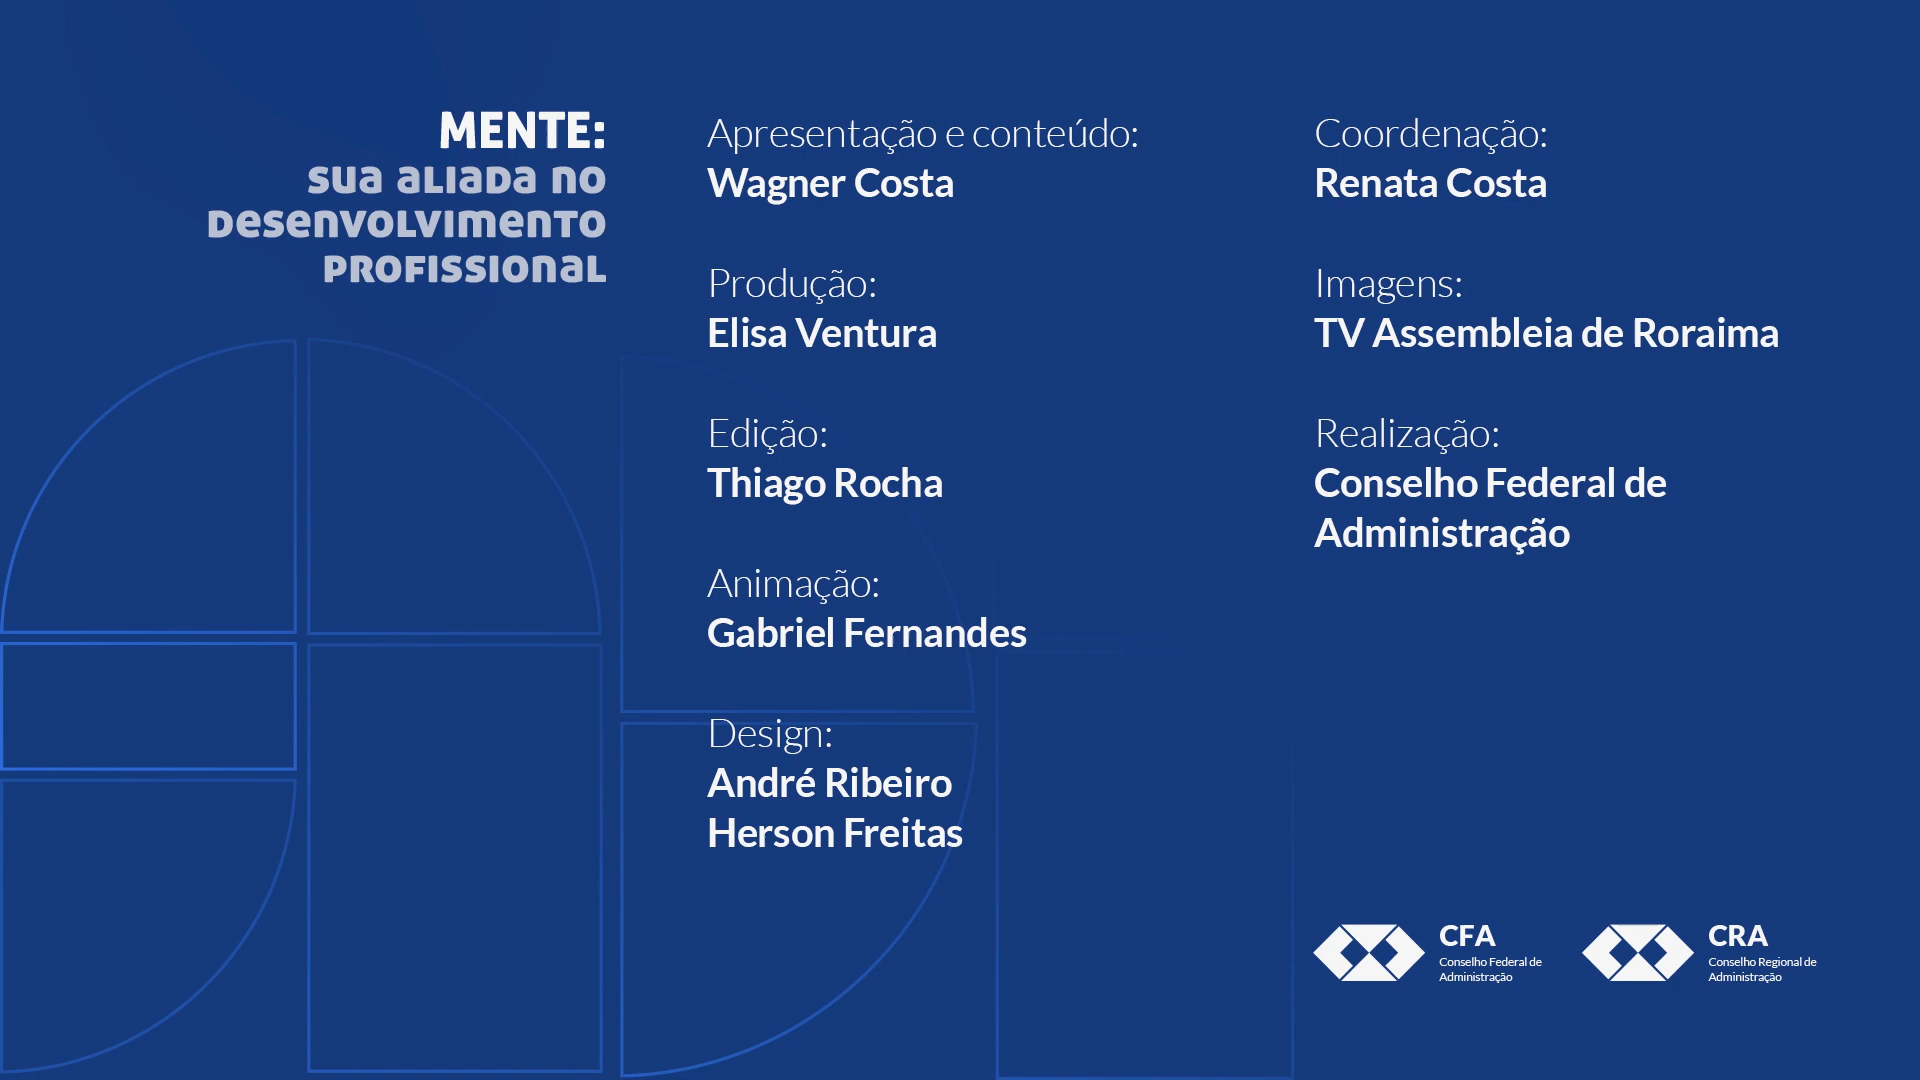 MENTE:
sua aliada no
desenvolvimento
profissional
Apresentação e conteúdo:
Wagner Costa
Produção:
Elisa Ventura
Edição:
Thiago Rocha
Animação:
Gabriel Fernandes
Design:
André Ribeiro
Herson Freitas
Coordenação:
Renata Costa
Imagens:
TV Assembleia de Roraima
Realização:
Conselho Federal de
Administração
CFA
Conselho Federal de
Administração
CRA
Conselho Regional de
Administração